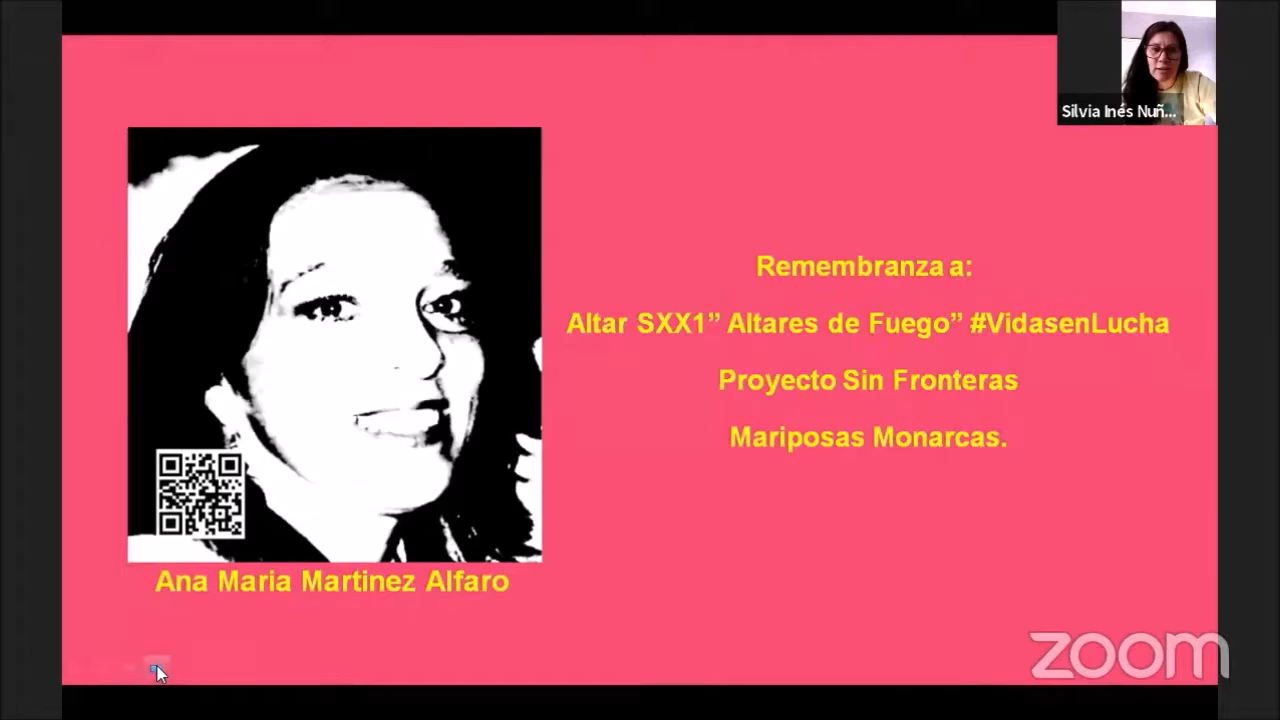 Silvia Inés Nuñ...
Remembranza a:
Altar SXX1” Altares de Fuego” #VidasenLucha
Proyecto Sin Fronteras
Mariposas Monarcas.
Ana Maria Martinez Alfaro
zoom